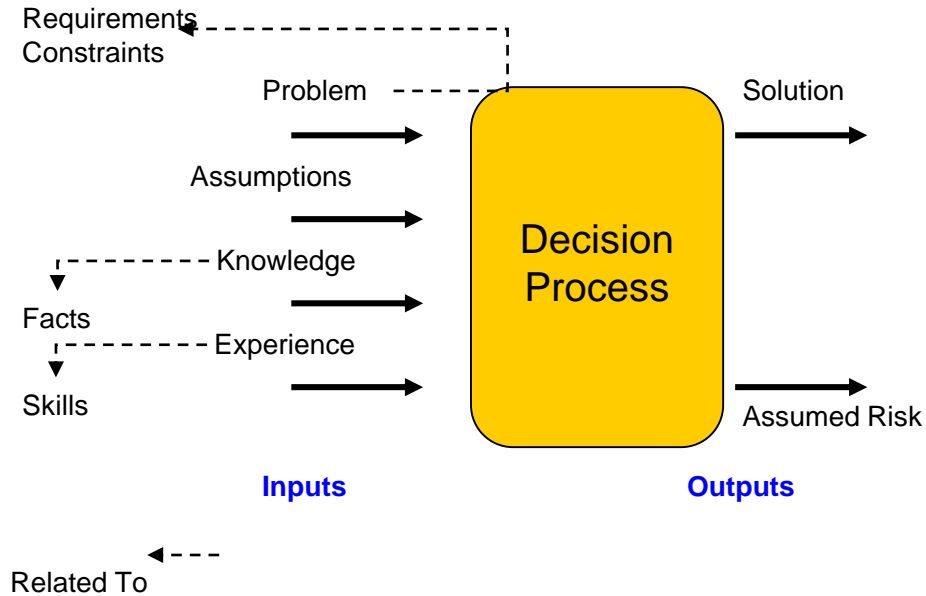 Requirements
Constraints
Problem
Solution
Assumptions
Decision
Process
Knowledge
Facts
Experience
Skills
Assumed Risk
Inputs
Outputs
Related To